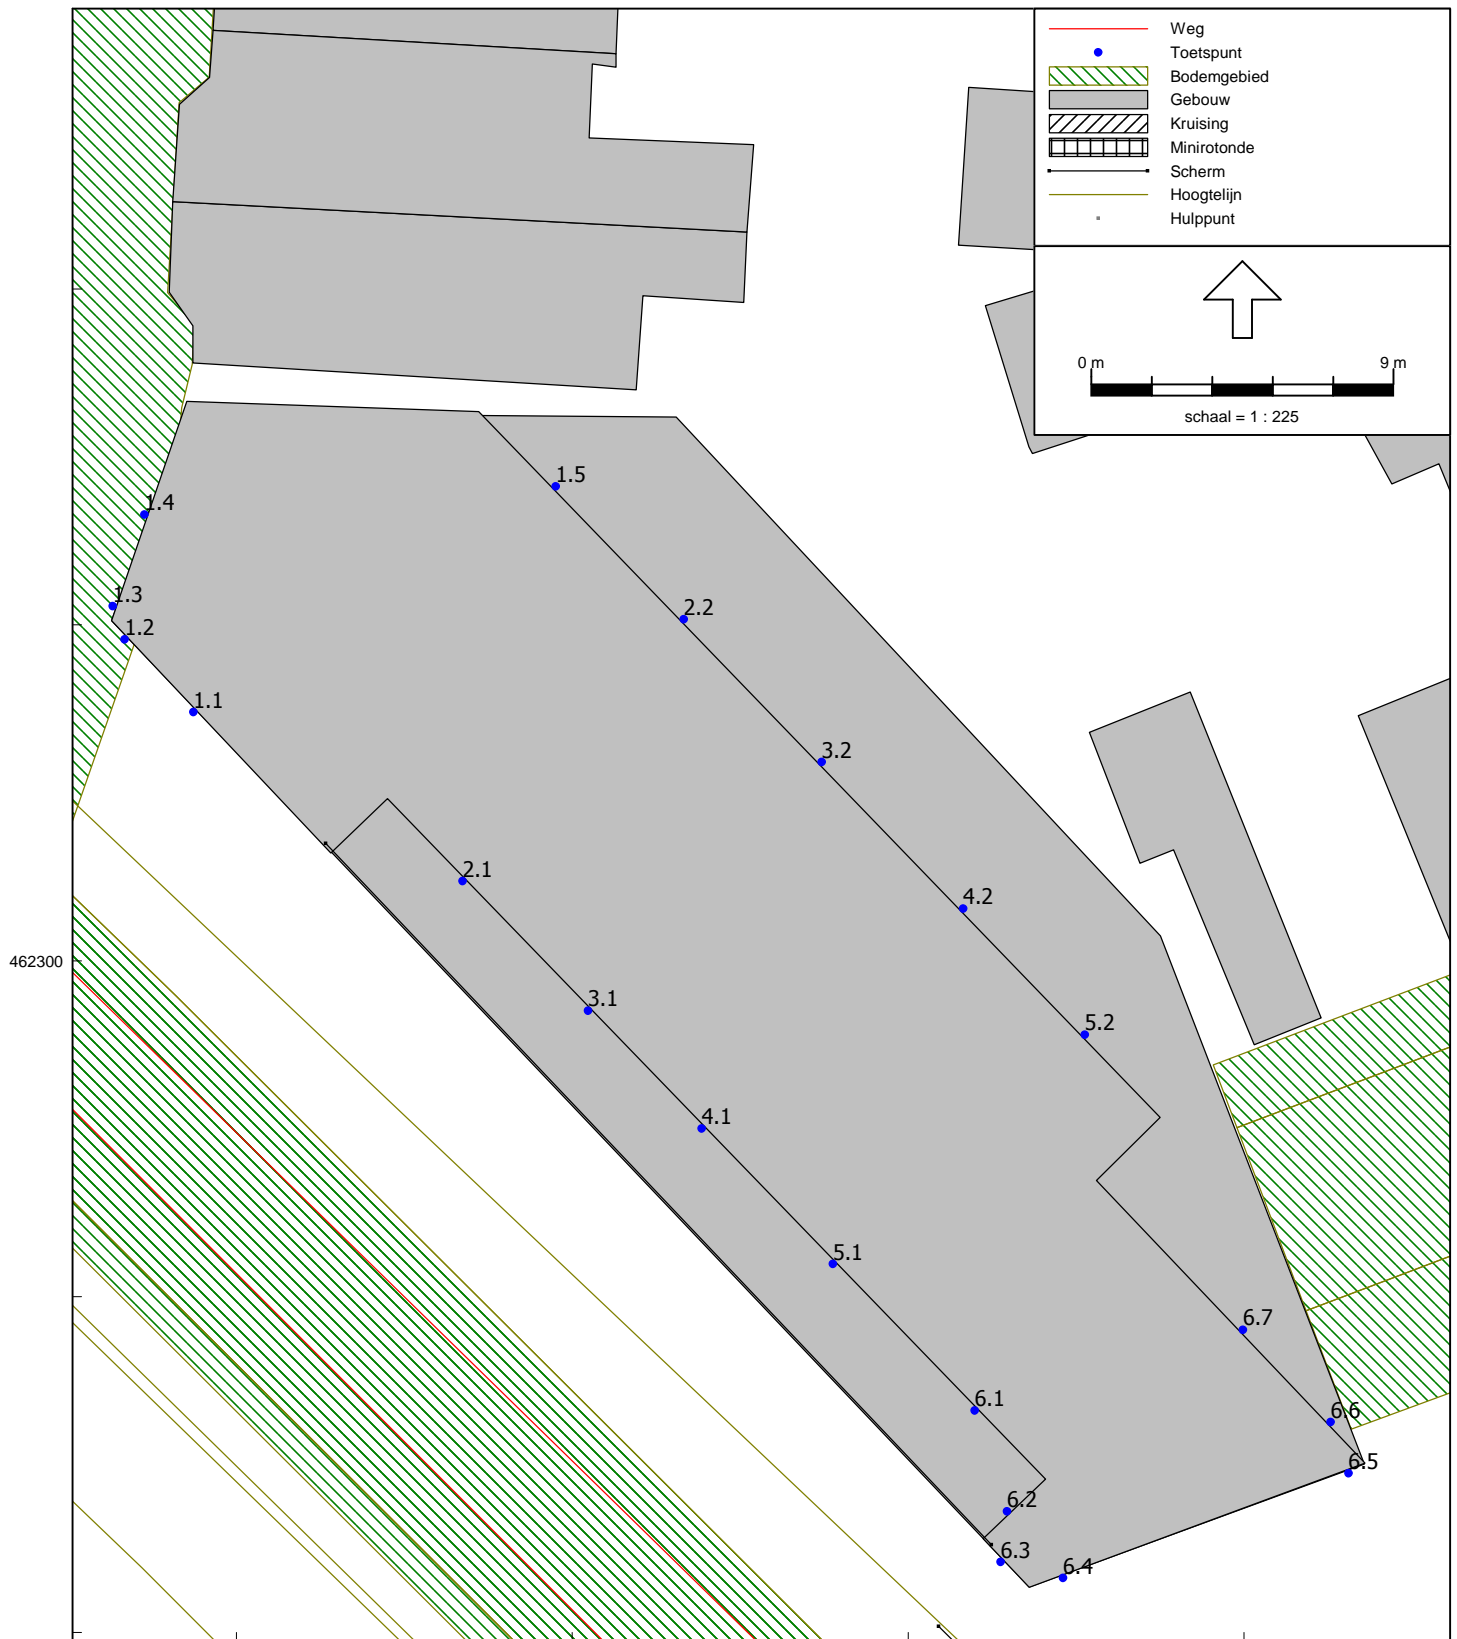 Weg
Toetspunt
Bodemgebied
Gebouw
Kruising
Minirotonde
Scherm
Hoogtelijn
Hulppunt
0 m 9 m
schaal = 1 : 225
1.5
1.4
1.3
2.2
1.2
1.1
3.2
2.1
4.2
462300
3.1
5.2
4.1
5.1
6.7
6.1
6.6
6.5
6.2
6.3
6.4